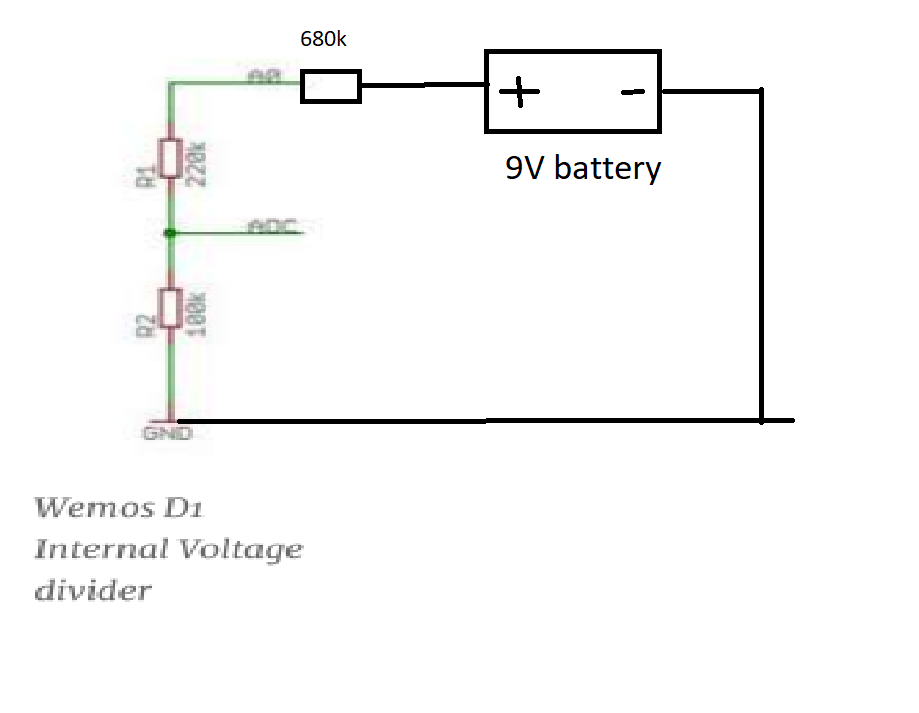 680k
A0
+ -
R1 220k
9V battery
ADC
R2 100k
GND
Wemos D1
Internal Voltage
divider